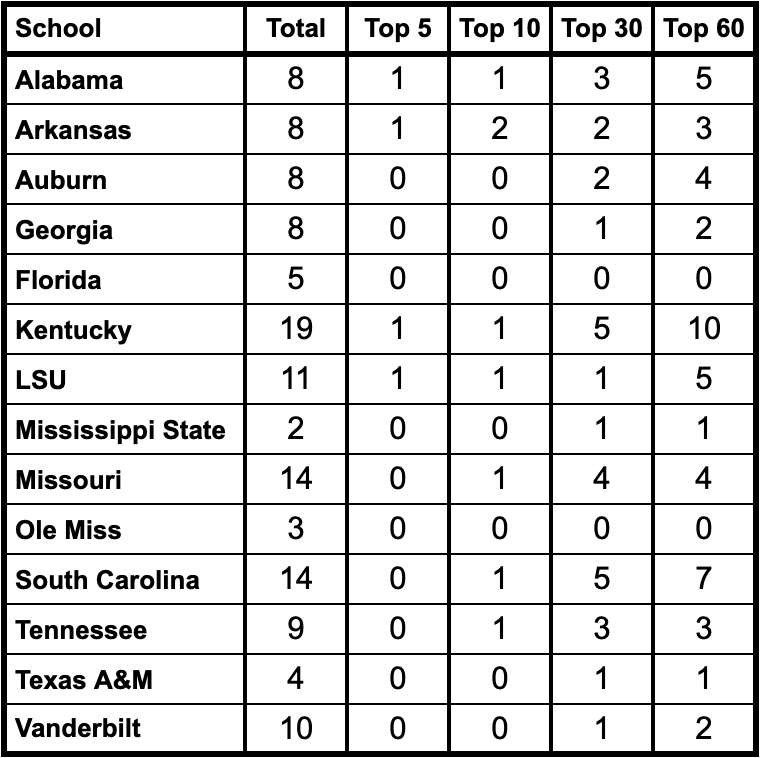 School Total Top 5 Top 10 Top 30 Top 60
Alabama 8 1 1 3 5
Arkansas 8 1 2 2 3
Auburn 8 0 0 2 4
Georgia 8 0 0 1 2
Florida 5 0 0 0 0
Kentucky 19 1 1 5 10
LSU 11 1 1 1 5
Mississippi State 2 0 0 1 1
Missouri 14 0 1 4 4
Ole Miss 3 0 0 0 0
South Carolina 14 0 1 5 7
Tennessee 9 0 1 3 3
Texas A&M 4 0 0 1 1
Vanderbilt 10 0 0 1 2